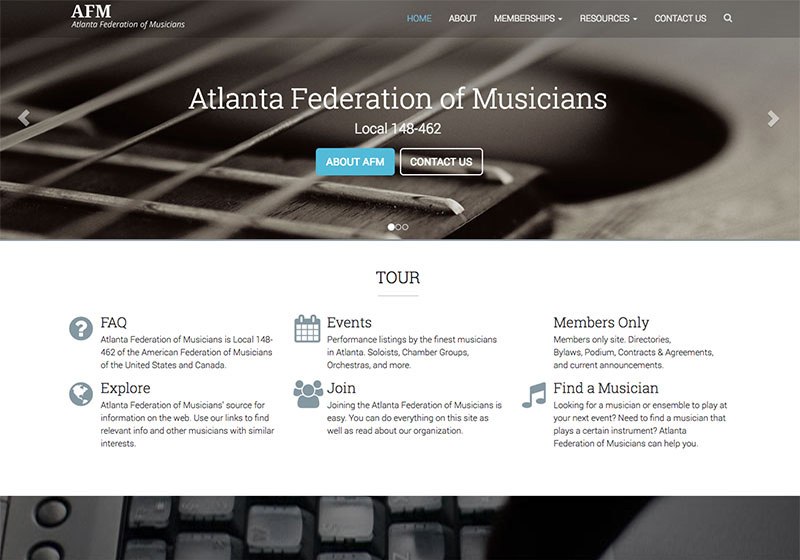 AFM
Atlanta Federation of Musicians
HOME ABOUT MEMBERSHIPS RESOURCES CONTACT US
Atlanta Federation of Musicians
Local 148-462
ABOUT AFM CONTACT US
TOUR
FAQ
Atlanta Federation of Musicians is Local 148-
462 of the American Federation of Musicians
of the United States and Canada.
Events
Performance listings by the finest musicians
in Atlanta. Soloists, Chamber Groups,
Orchestras, and more.
Members Only
Members only site. Directories,
Bylaws, Podium, Contracts & Agreements,
and current announcements.
Explore
Atlanta Federation of Musicians' source for
information on the web. Use our links to find
relevant info and other musicians with similar
interests.
Join
Joining the Atlanta Federation of Musicians is
easy. You can do everything on this site as
well as read about our organization.
Find a Musician
Looking for a musician or ensemble to play at
your next event? Need to find a musician that
plays a certain instrument? Atlanta
Federation of Musicians can help you.